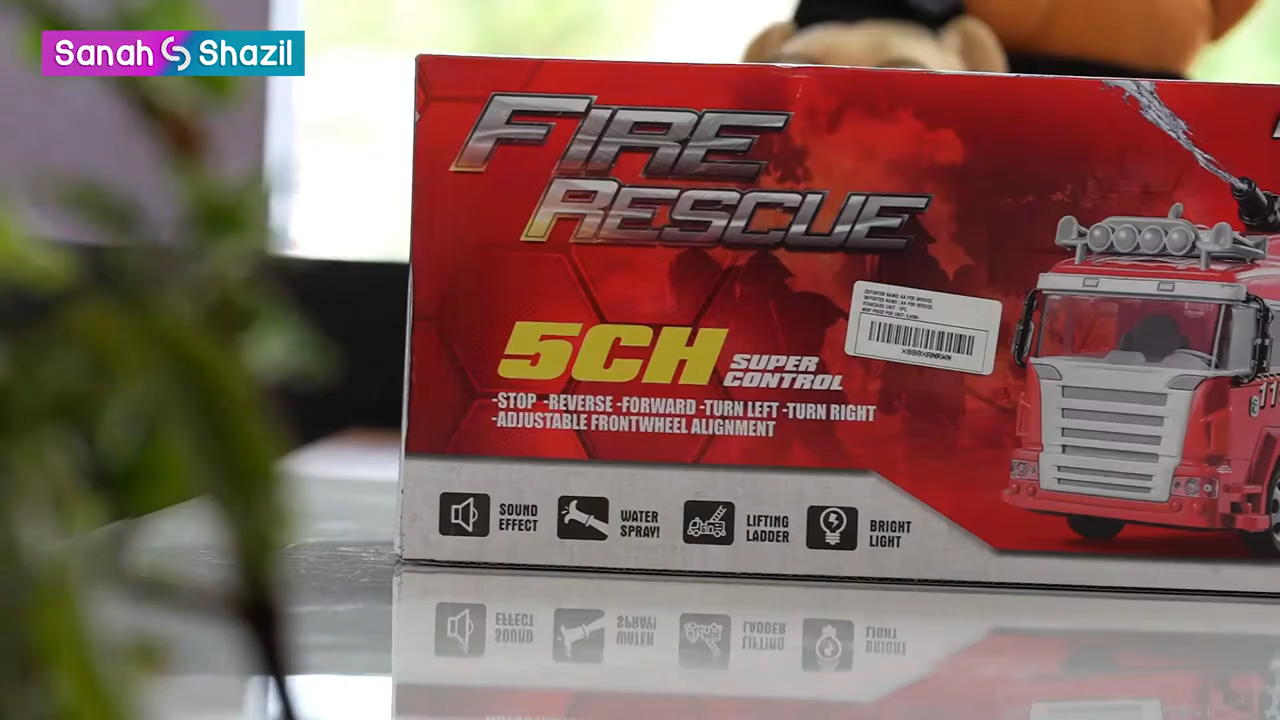 Sanah Shazil
FIRE
RESCUE
5CH SUPER
CONTROL
-STOP -REVERSE -FORWARD -TURN LEFT -TURN RIGHT
-ADJUSTABLE FRONTWHEEL ALIGNMENT
SOUND
EFFECT
WATER
SPRAY!
LIFTING
LADDER
BRIGHT
LIGHT